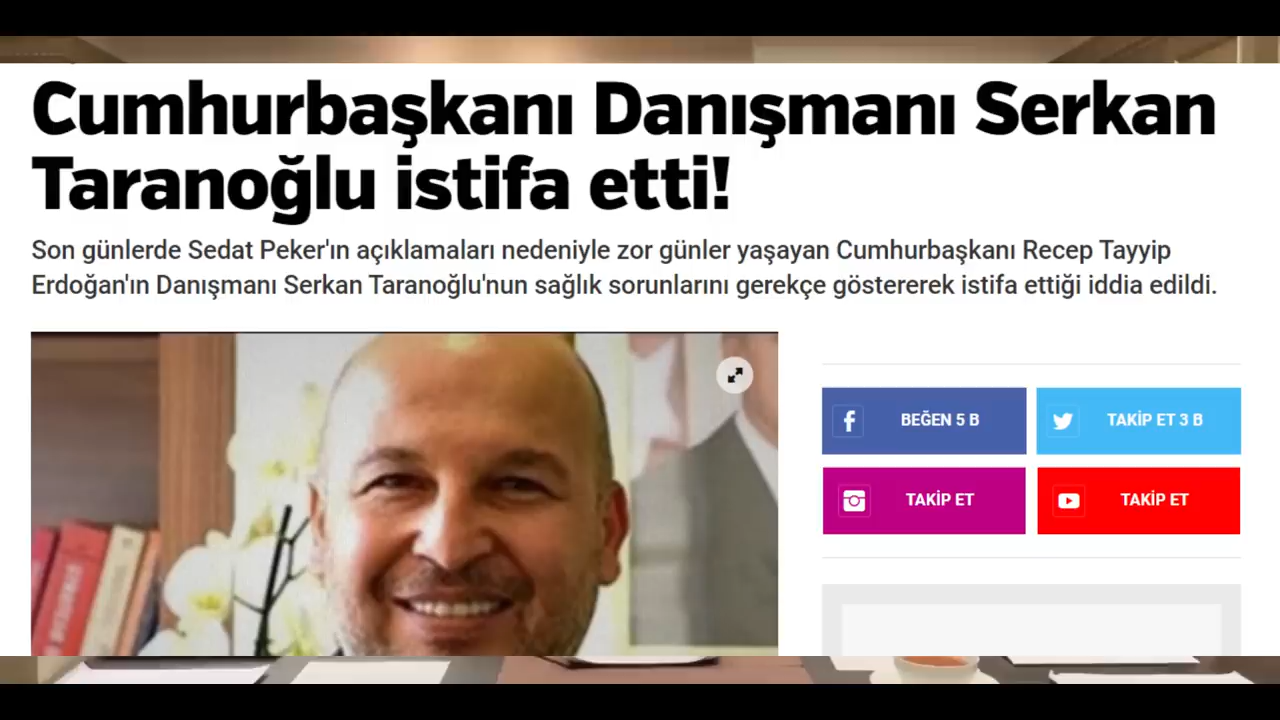 Cumhurbaşkanı Danışmanı Serkan
Taranoğlu istifa etti!
Son günlerde Sedat Peker'ın açıklamaları nedeniyle zor günler yaşayan Cumhurbaşkanı Recep Tayyip
Erdoğan'ın Danışmanı Serkan Taranoğlu'nun sağlık sorunlarını gerekçe göstererek istifa ettiği iddia edildi.
BEĞEN 5 B
TAKİP ET 3 B
TAKİP ET
TAKİP ET